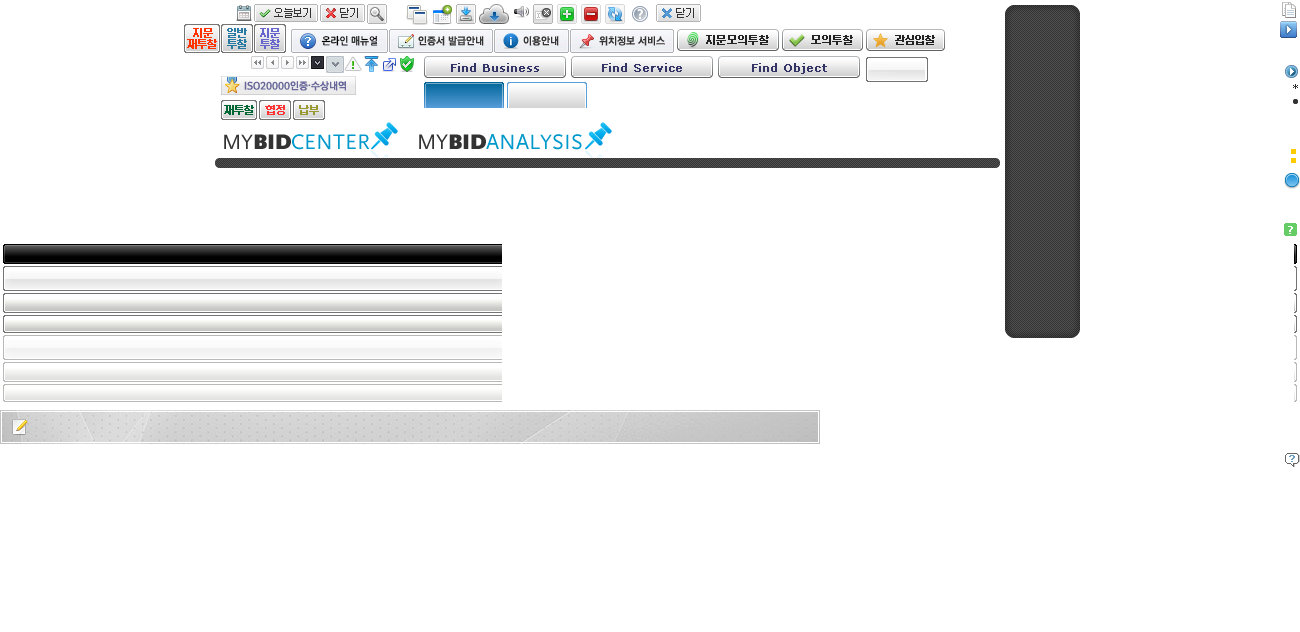 오늘보기 닫기 닫기
지문재투찰 일반투찰 지문투찰 온라인 매뉴얼 인증서 발급안내 이용안내 위치정보 서비스 지문모의투찰 모의투찰 관심입찰
Find Business Find Service Find Object
ISO20000인증·수상내역
재투찰 협정 납부
MYBIDCENTER MYBIDANALYSIS